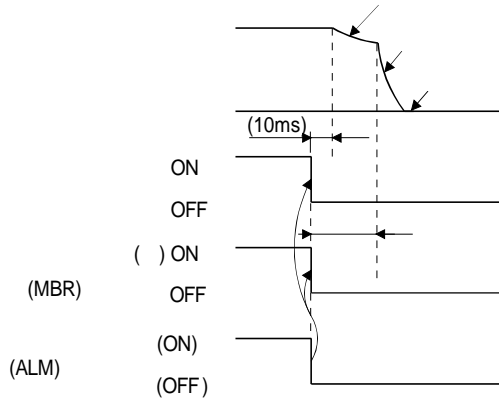 (10ms)
ON
OFF
( ) ON
(MBR) OFF
(ON)
(ALM)
(OFF)